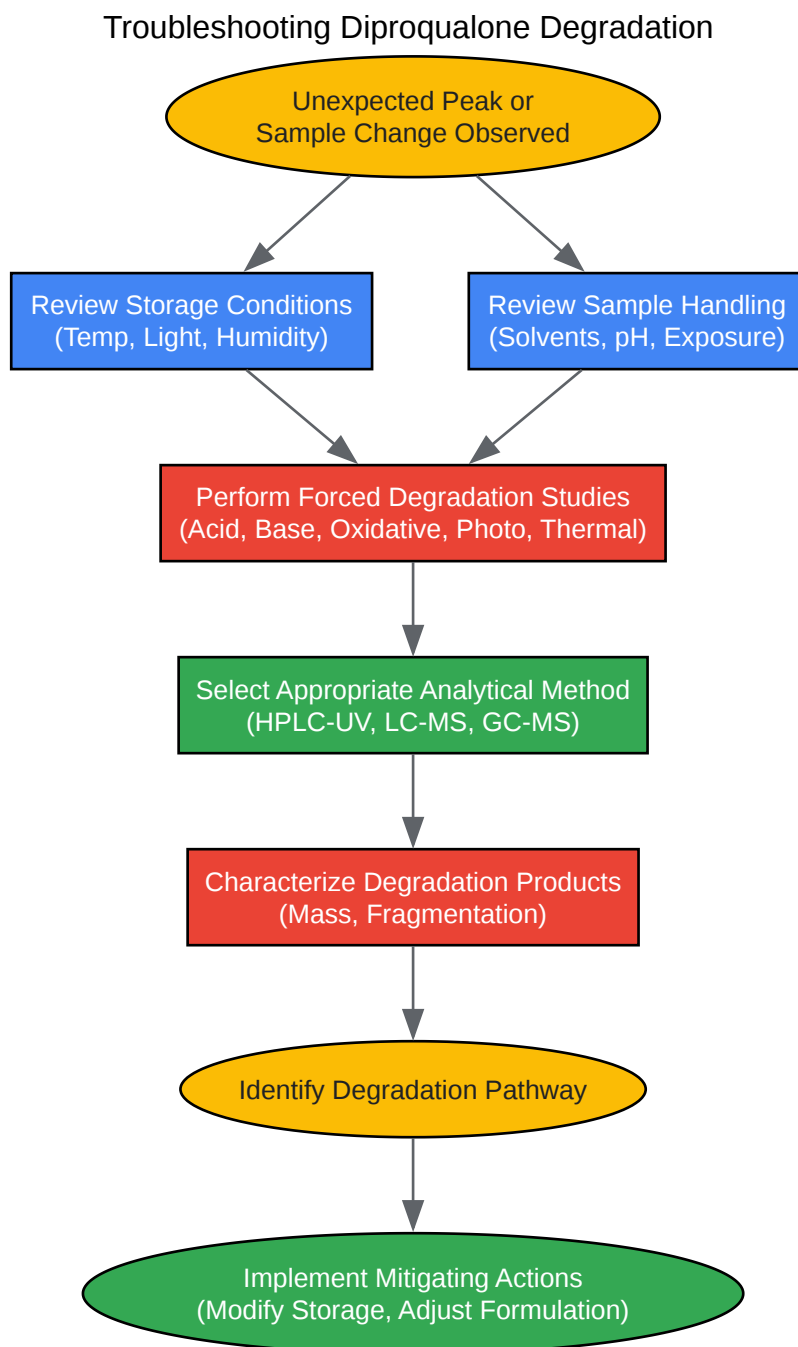 Troubleshooting Diproqualone Degradation
Unexpected Peak or
Sample Change Observed
Review Storage Conditions
(Temp, Light, Humidity)
Review Sample Handling
(Solvents, pH, Exposure)
Perform Forced Degradation Studies
(Acid, Base, Oxidative, Photo, Thermal)
Select Appropriate Analytical Method
(HPLC-UV, LC-MS, GC-MS)
Characterize Degradation Products
(Mass, Fragmentation)
Identify Degradation Pathway
Implement Mitigating Actions
(Modify Storage, Adjust Formulation)